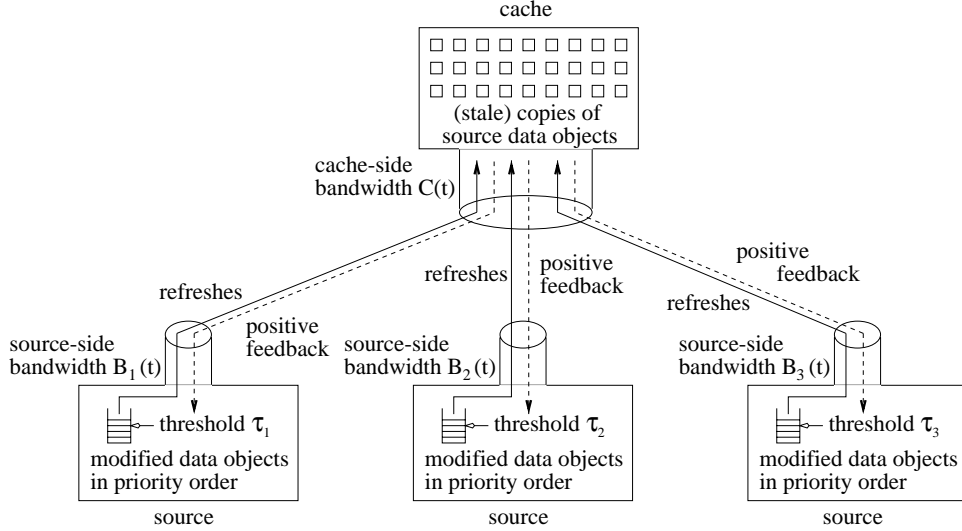 cache
(stale) copies of
source data objects
cache-side
bandwidth C(t)
refreshes
positive
feedback
refreshes
positive
feedback
positive
feedback
refreshes
source-side
bandwidth B1(t)
source-side
bandwidth B2(t)
source-side
bandwidth B3(t)
threshold τ1
modified data objects
in priority order
threshold τ2
modified data objects
in priority order
threshold τ3
modified data objects
in priority order
source
source
source